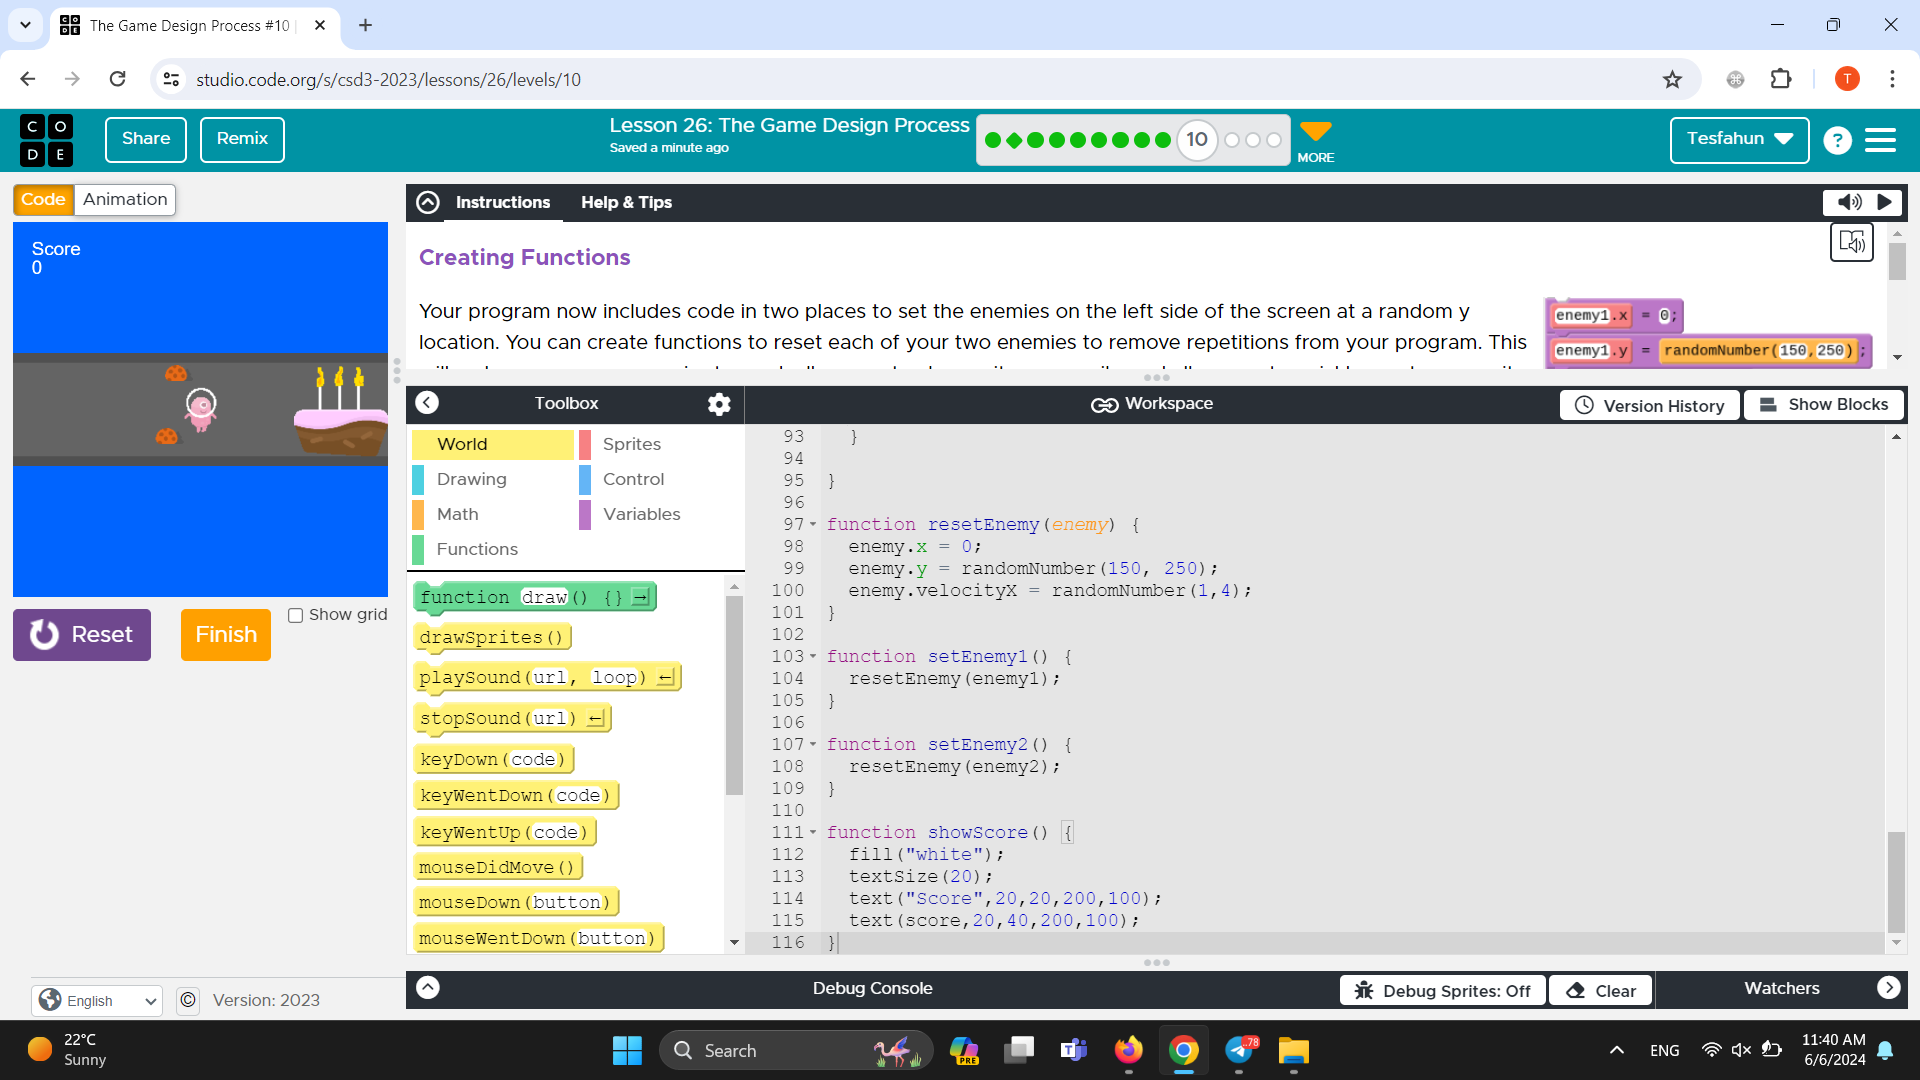 The Game Design Process #10
studio.code.org/s/csd3-2023/lessons/26/levels/10
T
C O
D E
Share
Remix
Lesson 26: The Game Design Process
Saved a minute ago
10
MORE
Tesfahun
?
Code
Animation
Instructions
Help & Tips
Score
0
Creating Functions
Your program now includes code in two places to set the enemies on the left side of the screen at a random y
location. You can create functions to reset each of your two enemies to remove repetitions from your program. This
enemy1.x = 0;
enemy1.y = randomNumber(150,250);
Toolbox
Workspace
Version History
Show Blocks
World
Sprites
Drawing
Control
Math
Variables
Functions
function draw() {}
drawSprites()
playSound(url, loop)
stopSound(url)
keyDown(code)
keyWentDown(code)
keyWentUp(code)
mouseDidMove()
mouseDown(button)
mouseWentDown(button)
93 }
94
95 }
96
97 function resetEnemy(enemy) {
98 enemy.x = 0;
99 enemy.y = randomNumber(150, 250);
100 enemy.velocityX = randomNumber(1,4);
101 }
102
103 function setEnemy1() {
104 resetEnemy(enemy1);
105 }
106
107 function setEnemy2() {
108 resetEnemy(enemy2);
109 }
110
111 function showScore() {
112 fill("white");
113 textSize(20);
114 text("Score",20,20,200,100);
115 text(score,20,40,200,100);
116 }
Reset
Finish
Show grid
English
©
Version: 2023
Debug Console
Debug Sprites: Off
Clear
Watchers
22°C
Sunny
Search
PRE
78
ENG
11:40 AM
6/6/2024